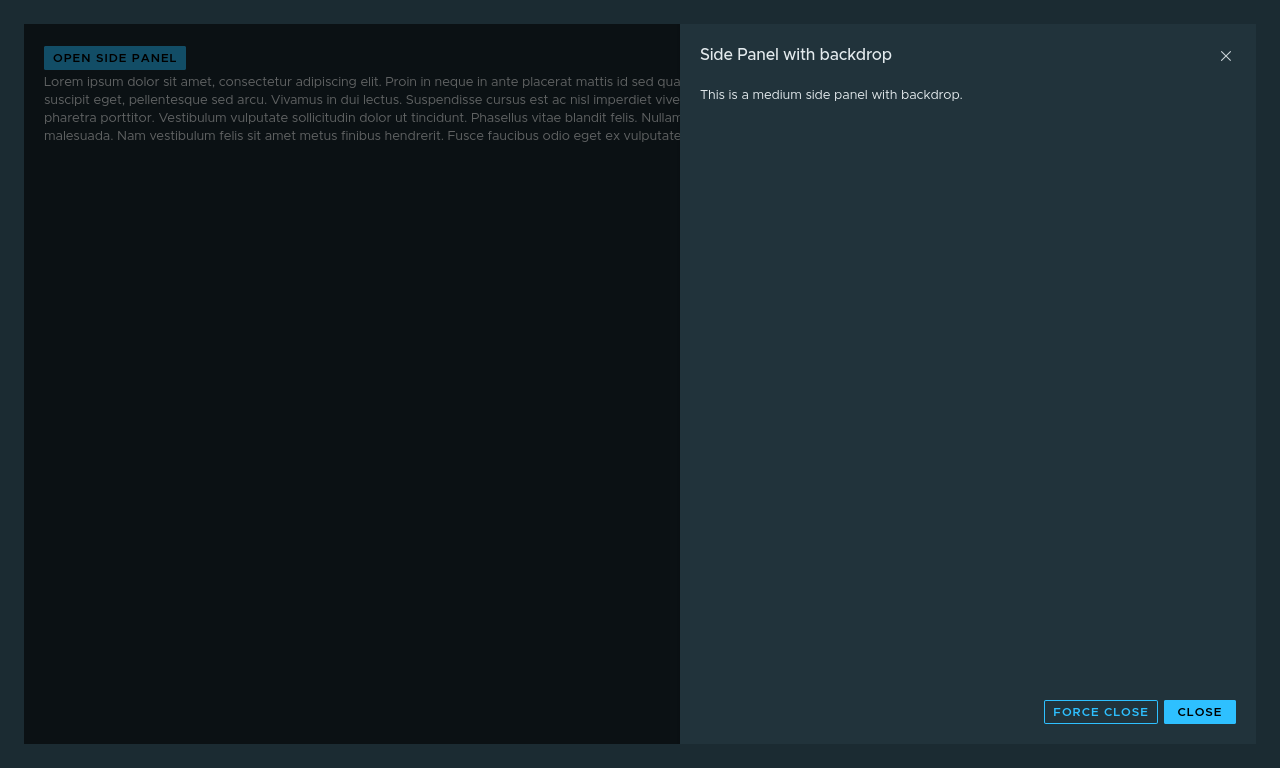 OPEN SIDE PANEL
Lorem ipsum dolor sit amet, consectetur adipiscing elit. Proin in neque in ante placerat mattis id sed
suscipit eget, pellentesque sed arcu. Vivamus in dui lectus. Suspendisse cursus est ac nisl imperdiet
pharetra porttitor. Vestibulum vulputate sollicitudin dolor ut tincidunt. Phasellus vitae blandit felis. Nullam
malesuada. Nam vestibulum felis sit amet metus finibus hendrerit. Fusce faucibus odio eget ex vulputate
Side Panel with backdrop
This is a medium side panel with backdrop.
FORCE CLOSE
CLOSE